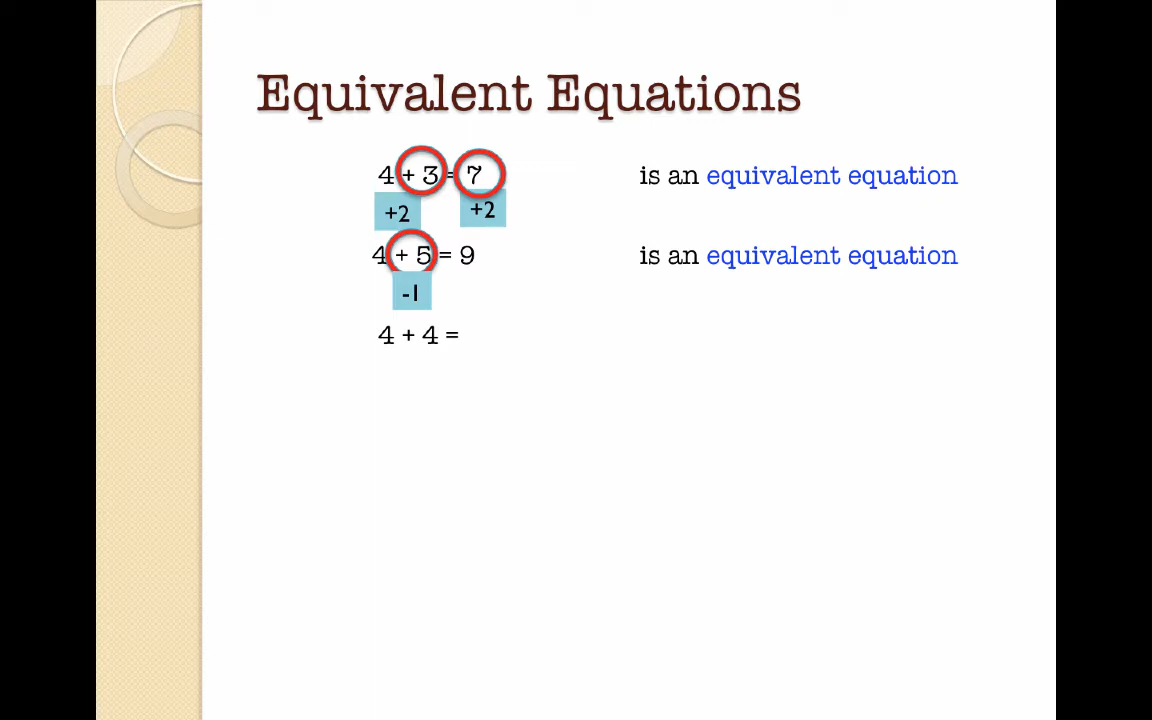 Equivalent Equations
4 + 3 = 7 is an equivalent equation
+2 +2
4 + 5 = 9 is an equivalent equation
-1
4 + 4 =